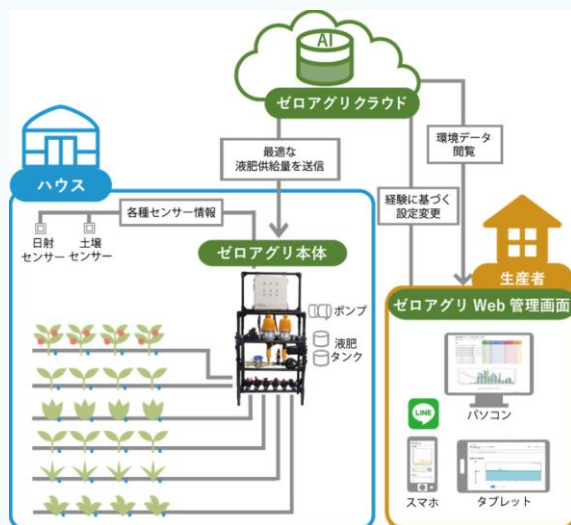 AI
ゼロアグリクラウド
最適な
液肥供給量を送信
環境データ
閲覧
経験に基づく
設定変更
ハウス
各種センサー情報
日射
センサー
土壌
センサー
ゼロアグリ本体
ポンプ
液肥
タンク
生産者
ゼロアグリ Web 管理画面
パソコン
LINE
スマホ
タブレット